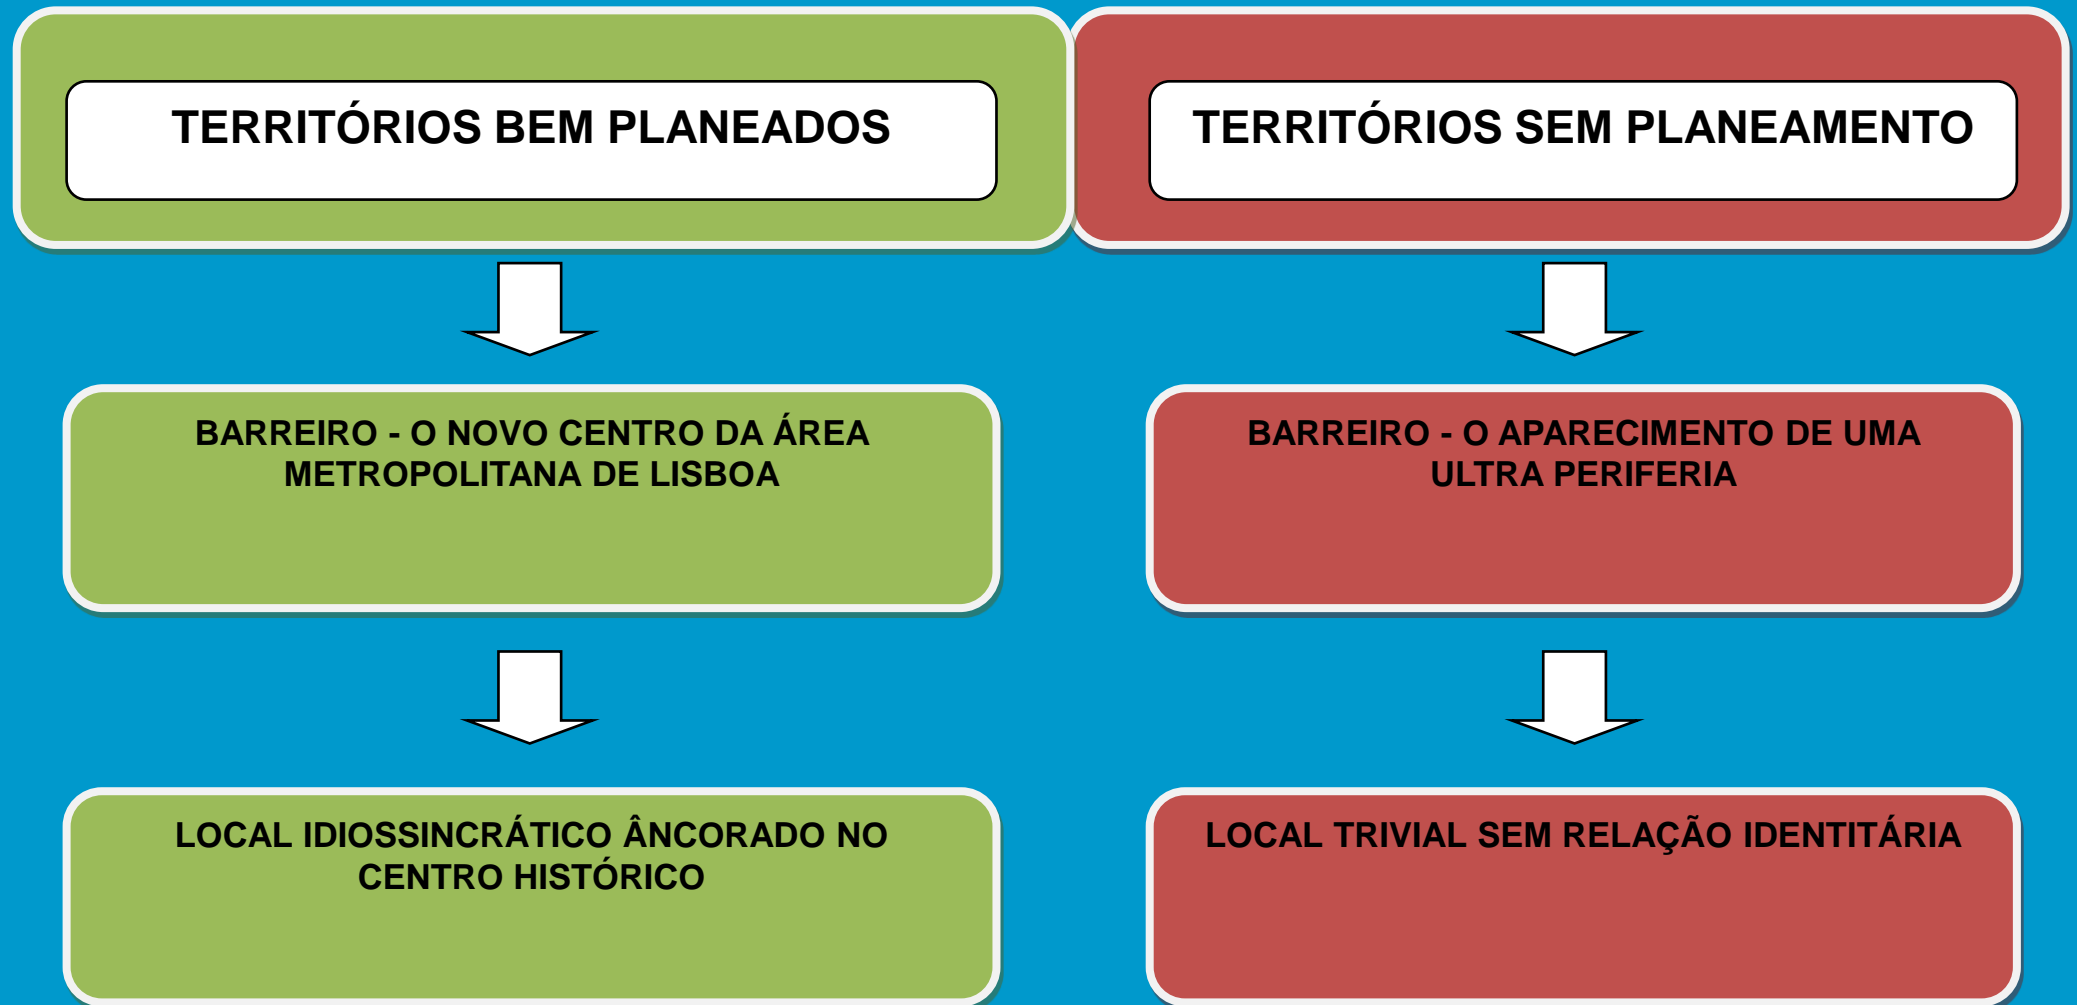 TERRITÓRIOS BEM PLANEADOS
TERRITÓRIOS SEM PLANEAMENTO
BARREIRO - O NOVO CENTRO DA ÁREA
METROPOLITANA DE LISBOA
BARREIRO - O APARECIMENTO DE UMA
ULTRA PERIFERIA
LOCAL IDIOSSINCRÁTICO ÂNCORADO NO
CENTRO HISTÓRICO
LOCAL TRIVIAL SEM RELAÇÃO IDENTITÁRIA